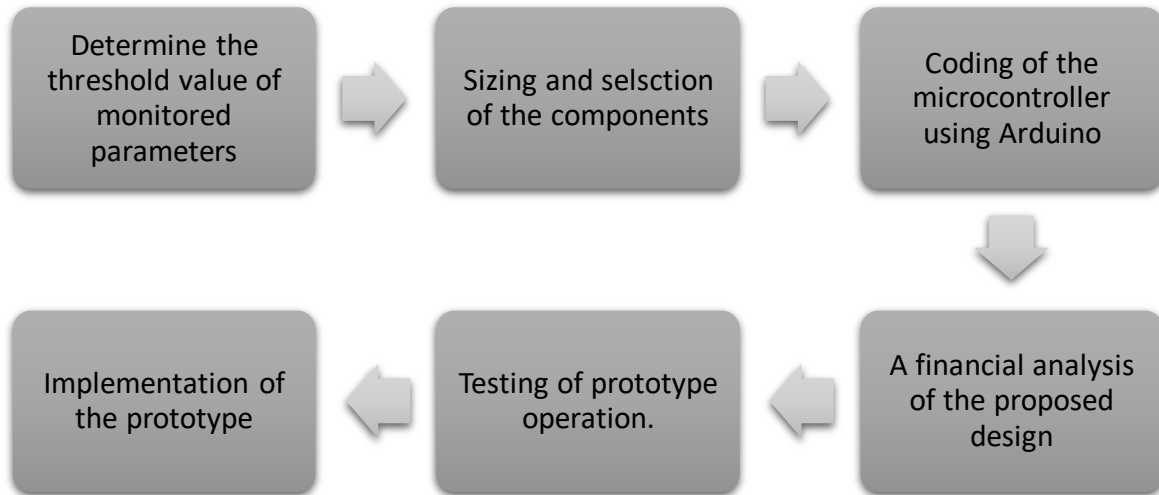 Determine the
threshold value of
monitored
parameters
Sizing and selsction
of the components
Coding of the
microcontroller
using Arduino
A financial analysis
of the proposed
design
Testing of prototype
operation.
Implementation of
the prototype